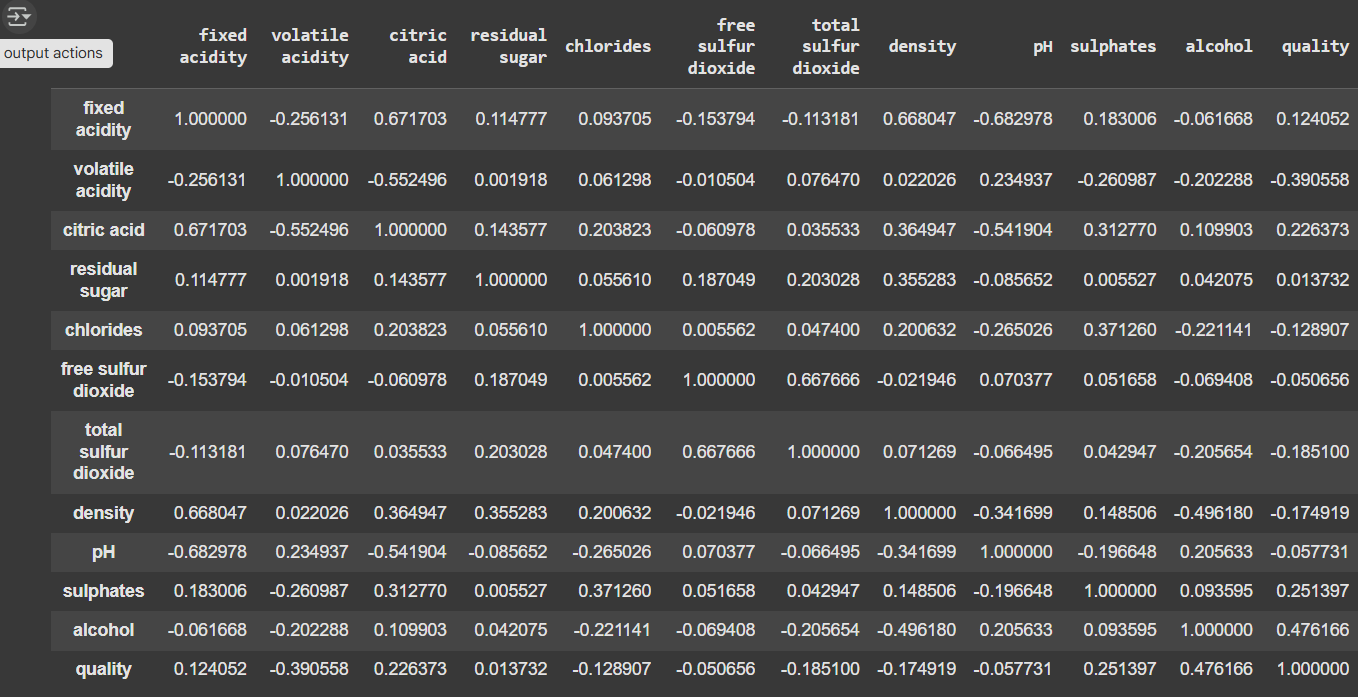 output actions
fixed acidity volatile acidity citric acid residual sugar chlorides free sulfur dioxide total sulfur dioxide density pH sulphates alcohol quality
fixed acidity 1.000000 -0.256131 0.671703 0.114777 0.093705 -0.153794 -0.113181 0.668047 -0.682978 0.183006 -0.061668 0.124052
volatile acidity -0.256131 1.000000 -0.552496 0.001918 0.061298 -0.010504 0.076470 0.022026 0.234937 -0.260987 -0.202288 -0.390558
citric acid 0.671703 -0.552496 1.000000 0.143577 0.203823 -0.060978 0.035533 0.364947 -0.541904 0.312770 0.109903 0.226373
residual sugar 0.114777 0.001918 0.143577 1.000000 0.055610 0.187049 0.203028 0.355283 -0.085652 0.005527 0.042075 0.013732
chlorides 0.093705 0.061298 0.203823 0.055610 1.000000 0.005562 0.047400 0.200632 -0.265026 0.371260 -0.221141 -0.128907
free sulfur dioxide -0.153794 -0.010504 -0.060978 0.187049 0.005562 1.000000 0.667666 -0.021946 0.070377 0.051658 -0.069408 -0.050656
total sulfur dioxide -0.113181 0.076470 0.035533 0.203028 0.047400 0.667666 1.000000 0.071269 -0.066495 0.042947 -0.205654 -0.185100
density 0.668047 0.022026 0.364947 0.355283 0.200632 -0.021946 0.071269 1.000000 -0.341699 0.148506 -0.496180 -0.174919
pH -0.682978 0.234937 -0.541904 -0.085652 -0.265026 0.070377 -0.066495 -0.341699 1.000000 -0.196648 0.205633 -0.057731
sulphates 0.183006 -0.260987 0.312770 0.005527 0.371260 0.051658 0.042947 0.148506 -0.196648 1.000000 0.093595 0.251397
alcohol -0.061668 -0.202288 0.109903 0.042075 -0.221141 -0.069408 -0.205654 -0.496180 0.205633 0.093595 1.000000 0.476166
quality 0.124052 -0.390558 0.226373 0.013732 -0.128907 -0.050656 -0.185100 -0.174919 -0.057731 0.251397 0.476166 1.000000